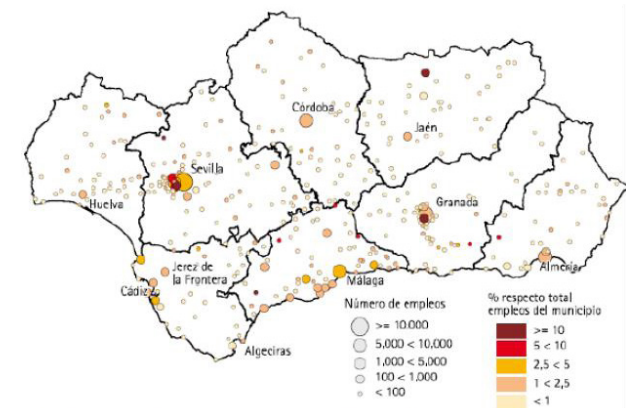 Córdoba
Jaén
Sevilla
Huelva
Granada
Jerez de
la Frontera
Cádiz
Málaga
Almería
Algeciras
Número de empleos
>= 10.000
5,000 < 10,000
1,000 < 5,000
100 < 1,000
< 100
% respecto total
empleos del municipio
>= 10
5 < 10
2,5 < 5
1 < 2,5
< 1